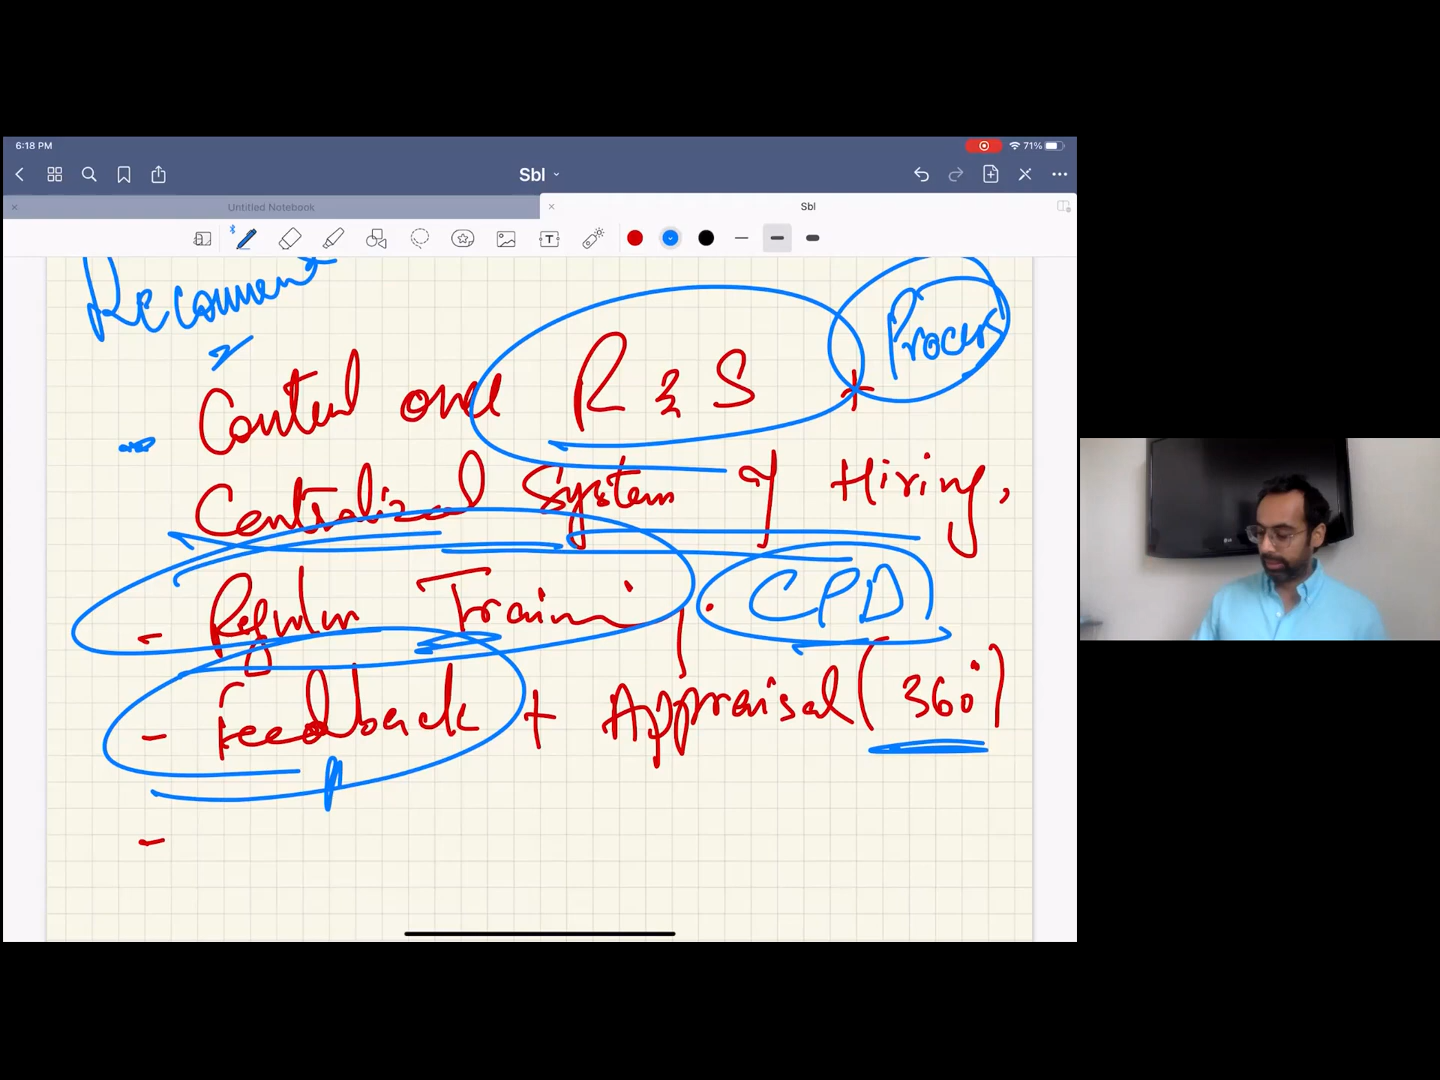 6:18 PM
71%
Sbl
Untitled Notebook
Sbl
Recomment
Process
- Control over R & S +
Centralized System of Hiring,
- Regular Training. CPD
- Feedback + Appraisal (360°)
-